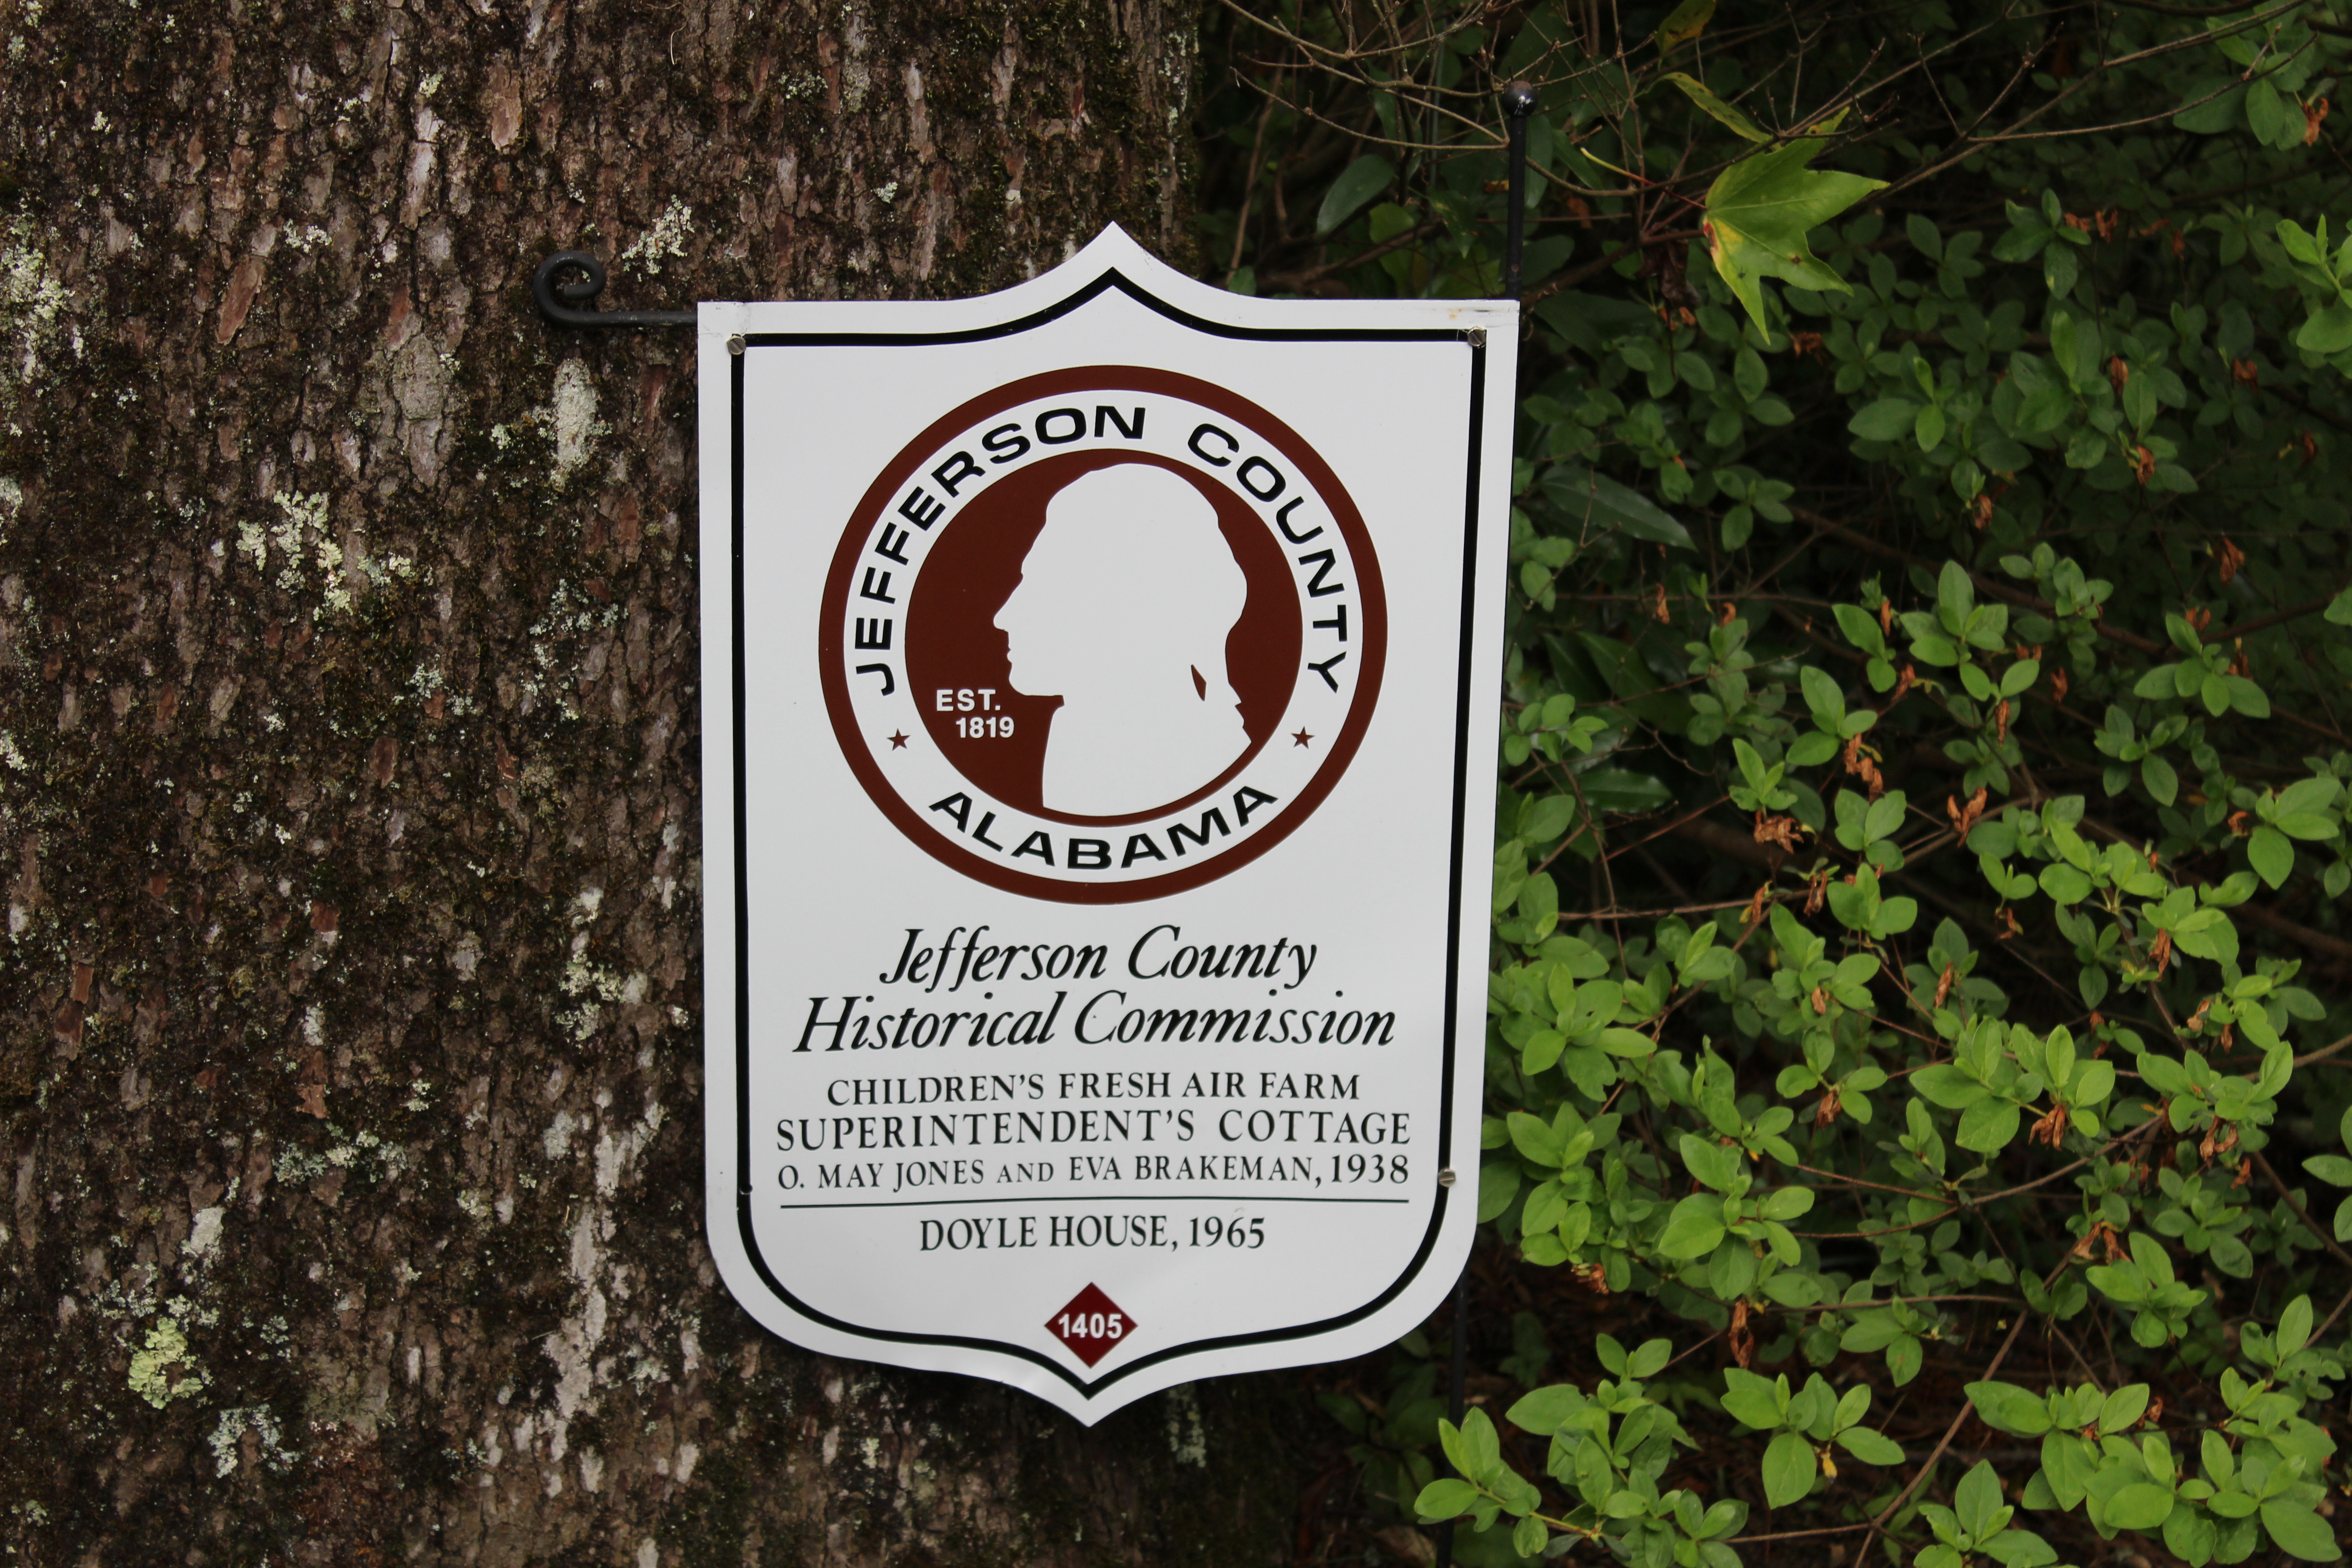 JEFFERSON COUNTY
EST.
1819
ALABAMA
Jefferson County
Historical Commission
CHILDREN'S FRESH AIR FARM
SUPERINTENDENT'S COTTAGE
O. MAY JONES AND EVA BRAKEMAN, 1938
DOYLE HOUSE, 1965
1405